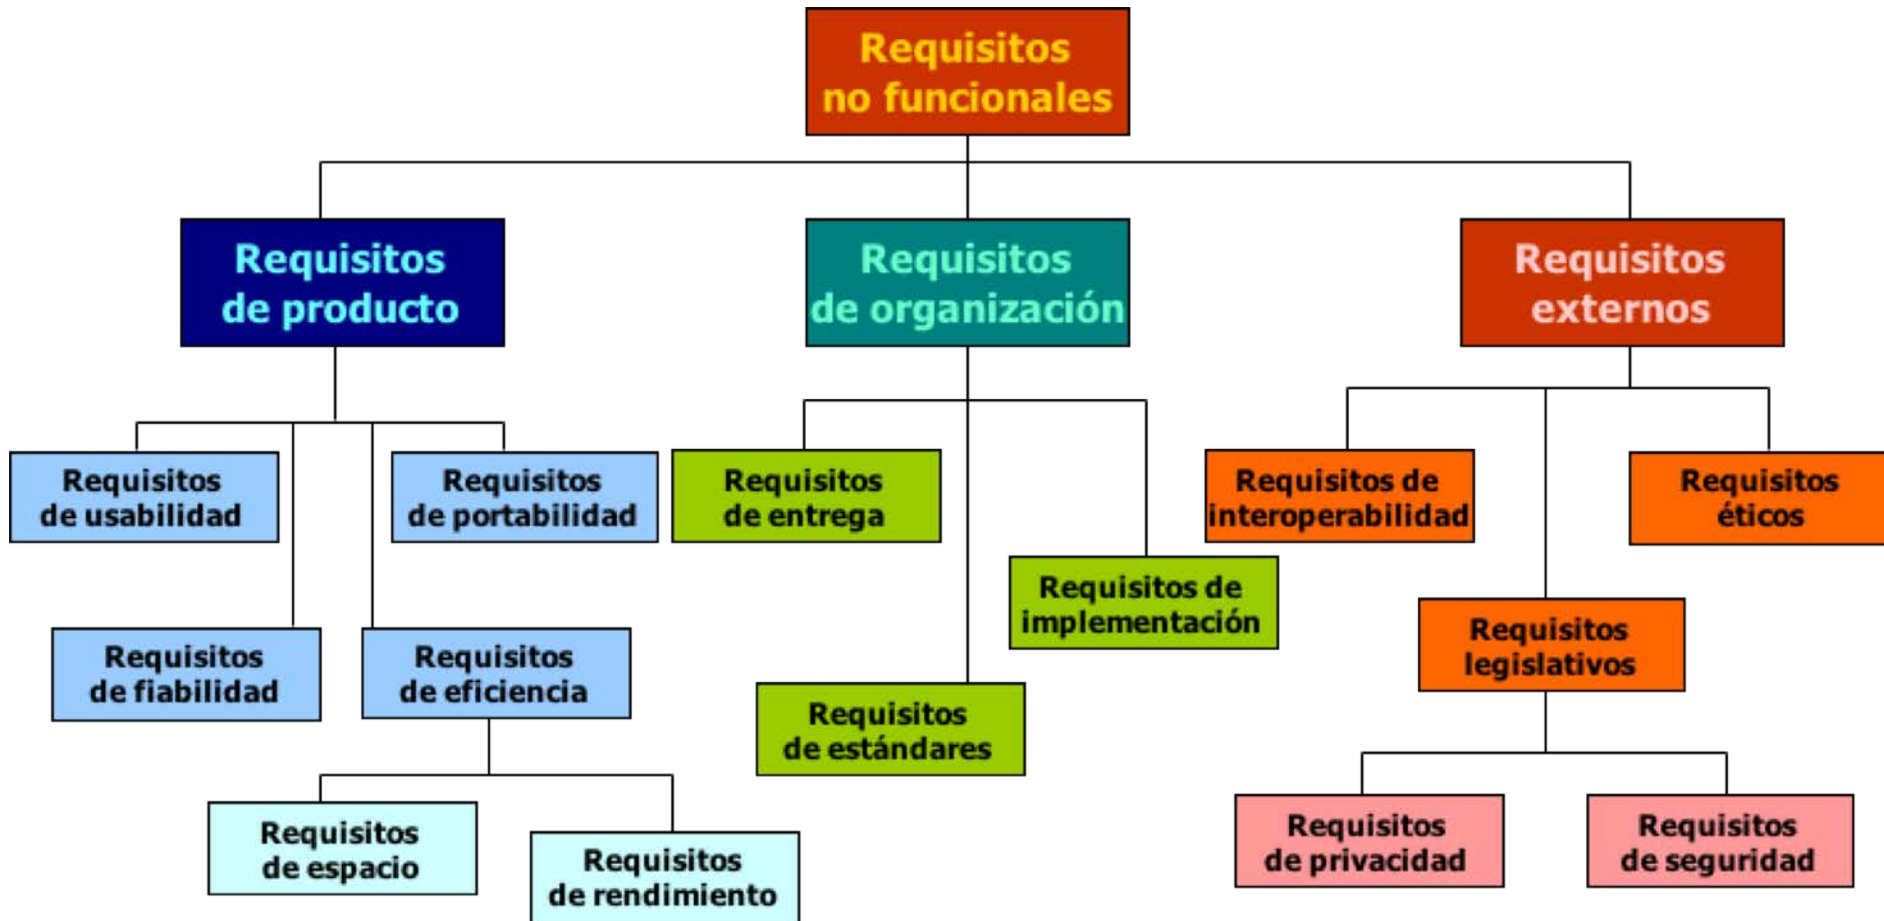 Requisitos
no funcionales
Requisitos
de producto
Requisitos
de organización
Requisitos
externos
Requisitos
de usabilidad
Requisitos
de portabilidad
Requisitos
de entrega
Requisitos de
interoperabilidad
Requisitos
éticos
Requisitos de
implementación
Requisitos
de fiabilidad
Requisitos
de eficiencia
Requisitos
legislativos
Requisitos
de estándares
Requisitos
de espacio
Requisitos
de rendimiento
Requisitos
de privacidad
Requisitos
de seguridad